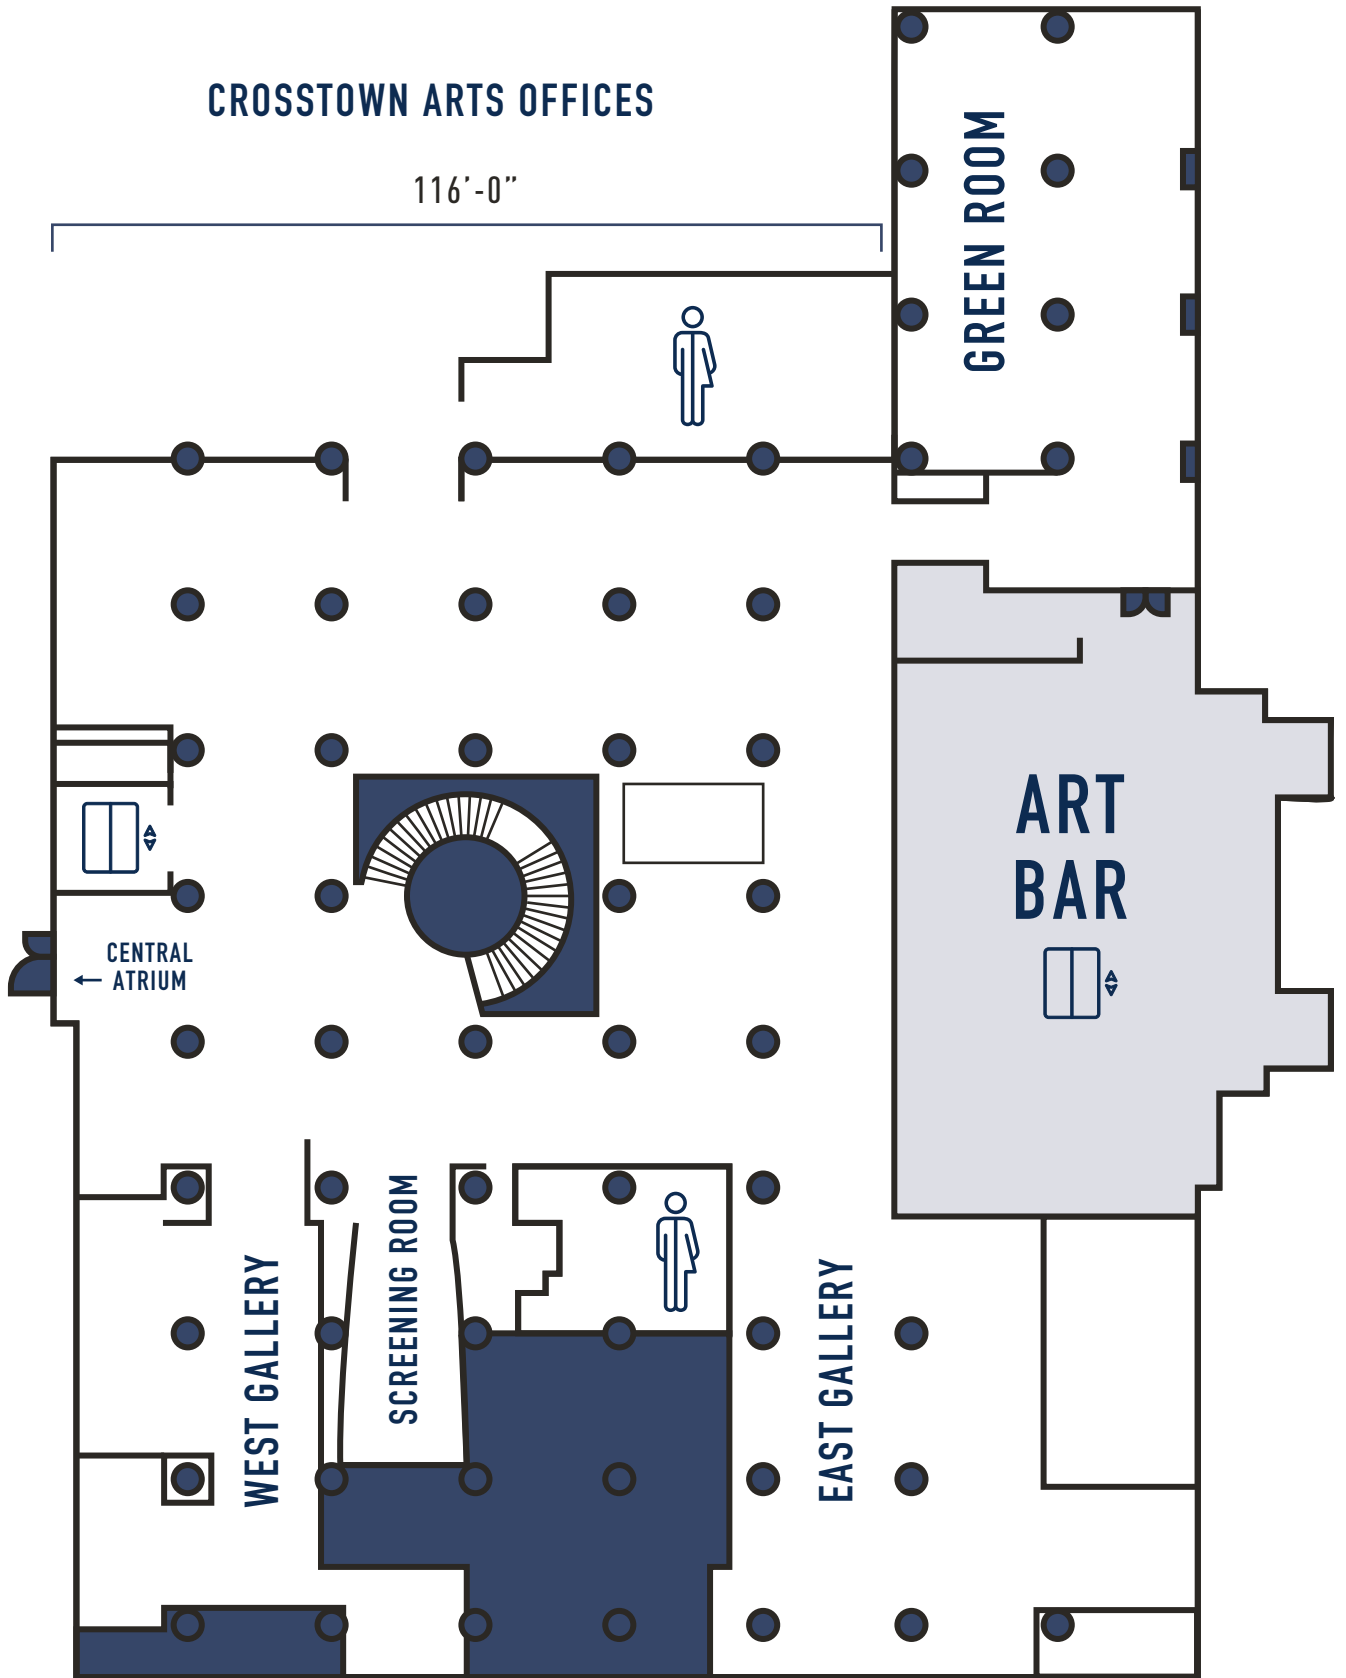 CROSSTOWN ARTS OFFICES
116’-0”
GREEN ROOM
ART
BAR
CENTRAL
ATRIUM
WEST GALLERY
SCREENING ROOM
EAST GALLERY